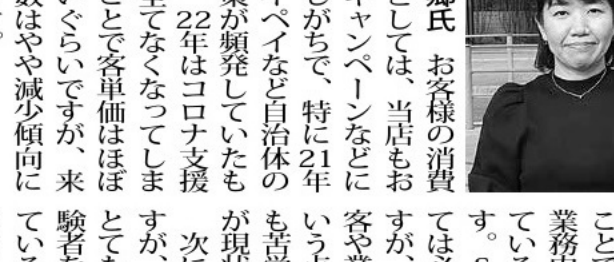 郷氏　お客様の消費
としては、当店もお
キャンペーンなどに
しがちで、特に21年
イペイなど自治体の
が頻発していたも
22年はコロナ支援
全てなくなってしま
ことで客単価はほぼ
いぐらいですが、来
数はやや減少傾向に
。
ことで
業務中
ている
す。
ては
すが、
客や業
いう
も苦労
が現状
次に
すが、
とても
験者を
ている